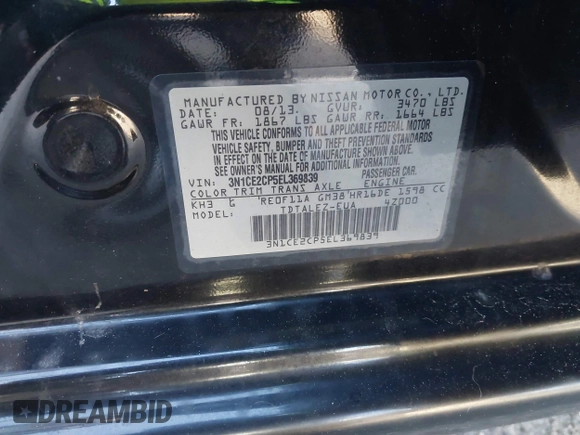 MANUFACTURED BY NISSAN MOTOR CO., LTD.
DATE: 08/13 GVWR: 3470 LBS
GAWR FR: 1867 LBS GAWR RR: 1664 LBS
THIS VEHICLE CONFORMS TO ALL APPLICABLE FEDERAL MOTOR
VEHICLE SAFETY, BUMPER, AND THEFT PREVENTION STANDARDS
IN EFFECT ON THE DATE OF MANUFACTURE SHOWN ABOVE.
SEE OWNER'S MANUAL FOR ADDITIONAL INFORMATION.
VIN: 3N1CE2CP5EL369839 PASSENGER CAR
COLOR TRIM TRANS AXLE ENGINE
KH3 G RE0F11A GM38 HR16DE 1598 CC
MODEL: TDTALEZ-EUA 4Z000
3N1CE2CP5EL369839
DREAMBID